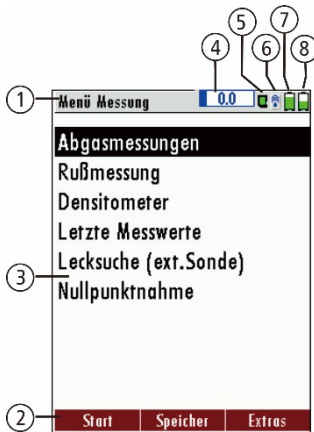 5 7
4 6 8
1 Menü Messung 0.0
Abgasmessungen
Rußmessung
Densitometer
Letzte Messwerte
Lecksuche (ext.Sonde)
3
Nullpunktnahme
2 Start Speicher Extras